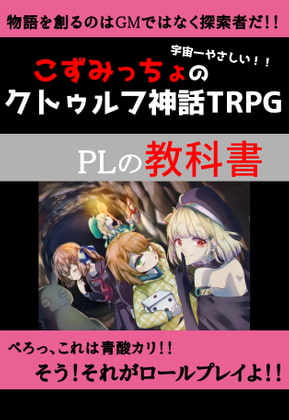 物語を創るのはGMではなく探索者だ!!
宇宙一やさしい!!
こずみっちょの
クトゥルフ神話TRPG
PLの教科書
ぺろっ、これは青酸カリ!!
そう!それがロールプレイよ!!